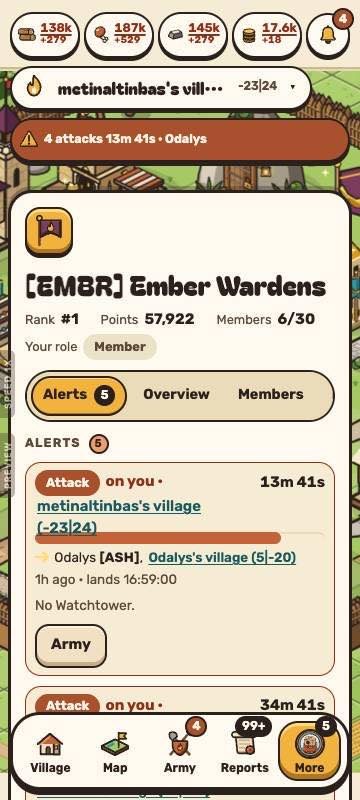 138k
+279
187k
+529
145k
+279
17.6k
+18
4
metinaltinbas's vill···
-23|24
4 attacks 13m 41s · Odalys
[EMBR] Ember Wardens
Rank #1 Points 57,922 Members 6/30
Your role Member
SPEED 1K
PREVIEW
Alerts 5 Overview Members
ALERTS 5
Attack on you · 13m 41s
metinaltinbas's village
(-23|24)
→ Odalys [ASH], Odalys's village (5|-20)
1h ago · lands 16:59:00
No Watchtower.
Army
Attack on you · 34m 41s
4
99+
5
Village Map Army Reports More